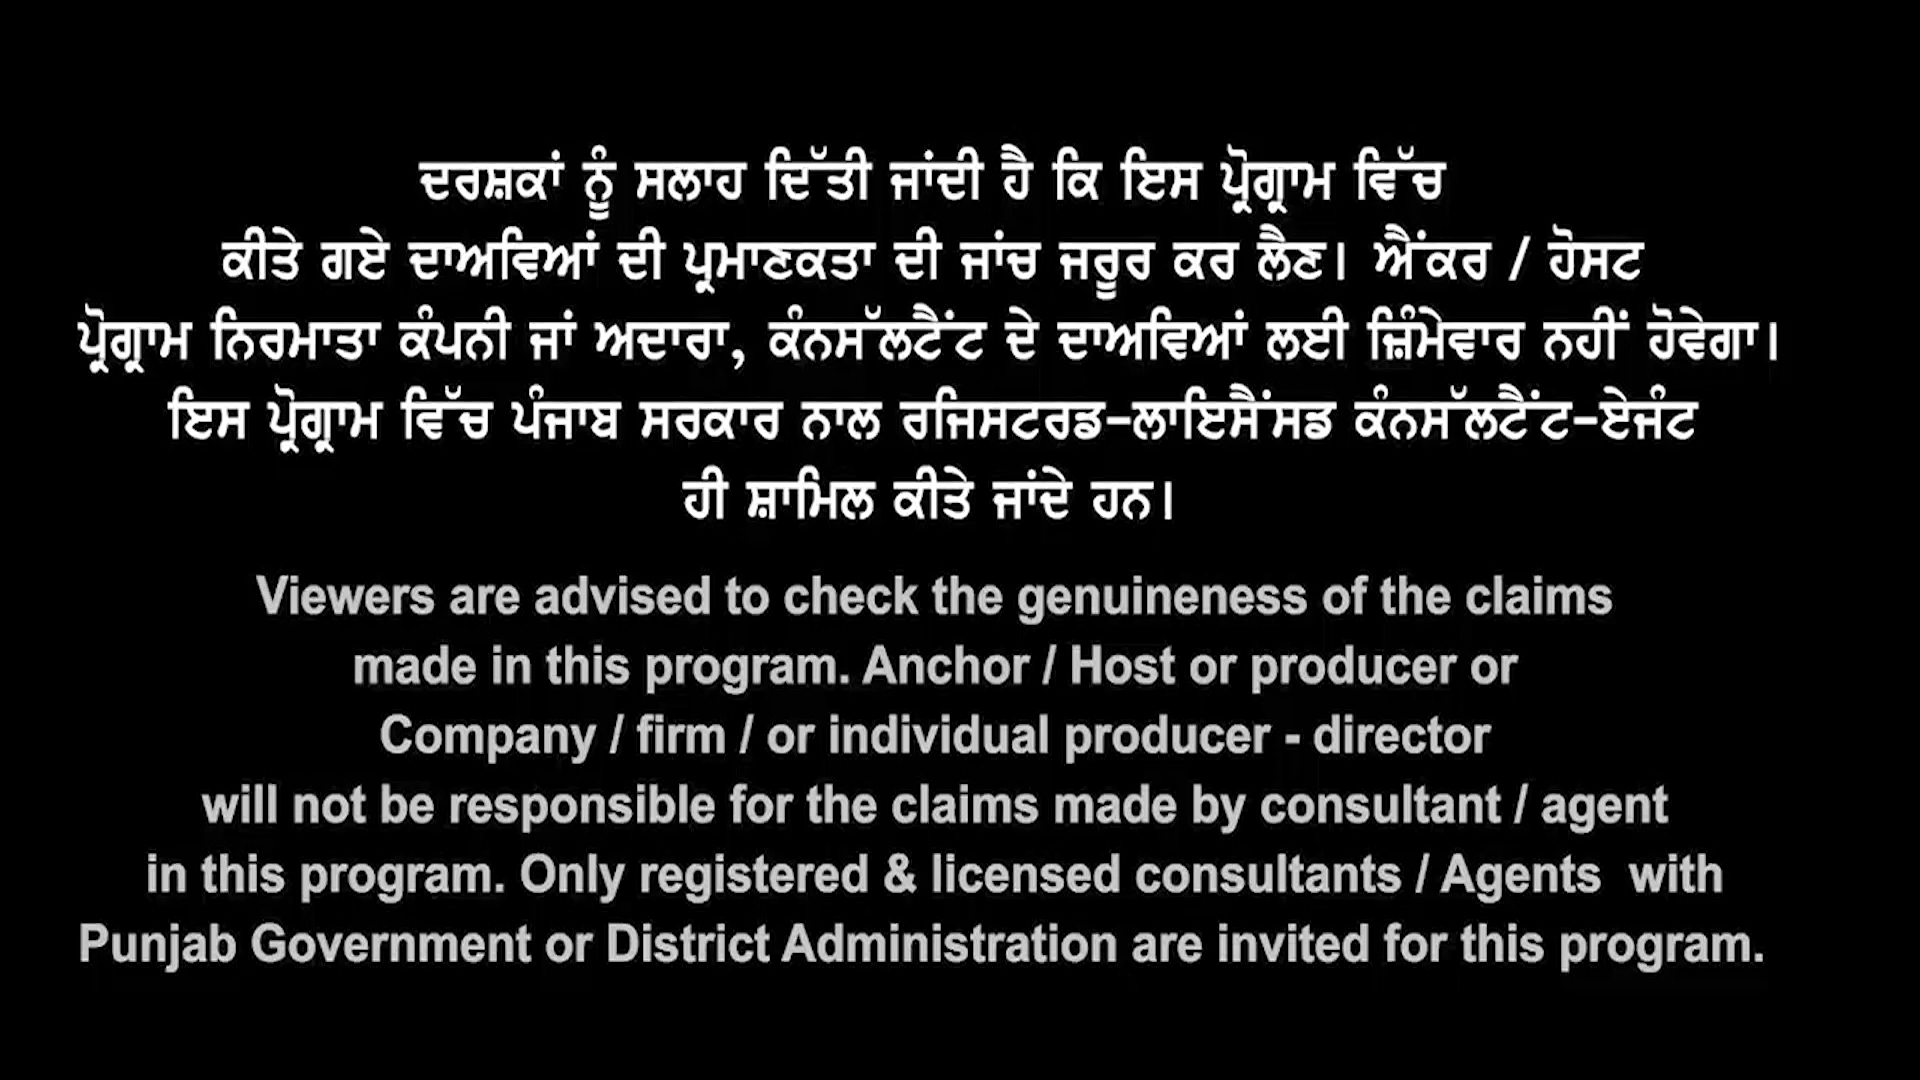 ਦਰਸ਼ਕਾਂ ਨੂੰ ਸਲਾਹ ਦਿੱਤੀ ਜਾਂਦੀ ਹੈ ਕਿ ਇਸ ਪ੍ਰੋਗ੍ਰਾਮ ਵਿੱਚ
ਕੀਤੇ ਗਏ ਦਾਅਵਿਆਂ ਦੀ ਪ੍ਰਮਾਣਕਤਾ ਦੀ ਜਾਂਚ ਜਰੂਰ ਕਰ ਲੈਣ। ਐਂਕਰ / ਹੋਸਟ
ਪ੍ਰੋਗ੍ਰਾਮ ਨਿਰਮਾਤਾ ਕੰਪਨੀ ਜਾਂ ਅਦਾਰਾ, ਕੰਨਸੱਲਟੈਂਟ ਦੇ ਦਾਅਵਿਆਂ ਲਈ ਜ਼ਿੰਮੇਵਾਰ ਨਹੀਂ ਹੋਵੇਗਾ।
ਇਸ ਪ੍ਰੋਗ੍ਰਾਮ ਵਿੱਚ ਪੰਜਾਬ ਸਰਕਾਰ ਨਾਲ ਰਜਿਸਟਰਡ-ਲਾਇਸੈਂਸਡ ਕੰਨਸੱਲਟੈਂਟ-ਏਜੰਟ
ਹੀ ਸ਼ਾਮਿਲ ਕੀਤੇ ਜਾਂਦੇ ਹਨ।
Viewers are advised to check the genuineness of the claims
made in this program. Anchor / Host or producer or
Company / firm / or individual producer - director
will not be responsible for the claims made by consultant / agent
in this program. Only registered & licensed consultants / Agents  with
Punjab Government or District Administration are invited for this program.